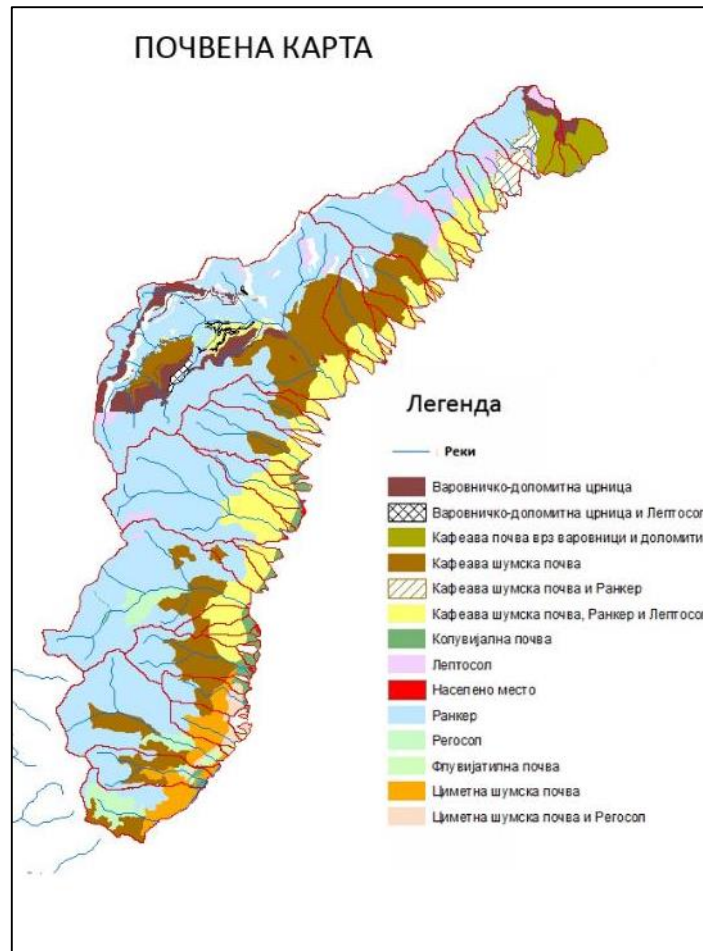 ПОЧВЕНА КАРТА
Легенда
Реки
Варовничко-доломитна црница
Варовничко-доломитна црница и Лептосол
Кафеава почва врз варовници и доломити
Кафеава шумска почва
Кафеава шумска почва и Ранкер
Кафеава шумска почва, Ранкер и Лептосол
Колувијална почва
Лептосол
Населено место
Ранкер
Регосол
Флувијатилна почва
Циметна шумска почва
Циметна шумска почва и Регосол